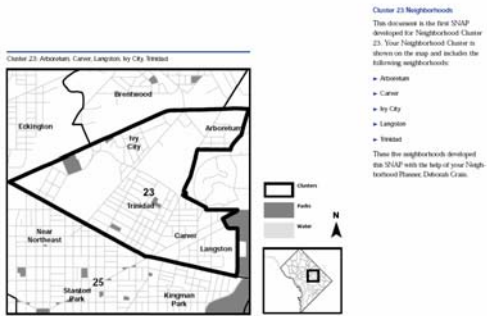 Cluster 23 Neighborhoods
This document is the first SNAP
developed for Neighborhood Cluster
23. Your Neighborhood Cluster is
shown on the map and includes the
following neighborhoods:
Arboretum
Carver
Ivy City
Langston
Trinidad
These five neighborhoods developed
this SNAP with the help of your Neigh-
borhood Planner, Deborah Crain.
Cluster 23: Arboretum, Carver, Langston, Ivy City, Trinidad
Brentwood
Eckington
Ivy
City
Arboretum
23
Trinidad
Near
Northeast
Carver
Langston
25
Stanton
Park
Kingman
Park
Clusters
Parks
Water
N